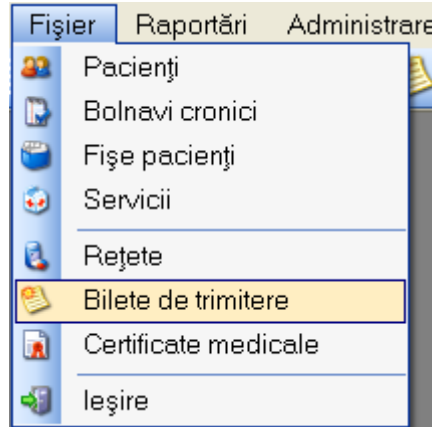 Fişier Raportări Administrare
Pacienţi
Bolnavi cronici
Fişe pacienţi
Servicii
Reţete
Bilete de trimitere
Certificate medicale
Ieşire